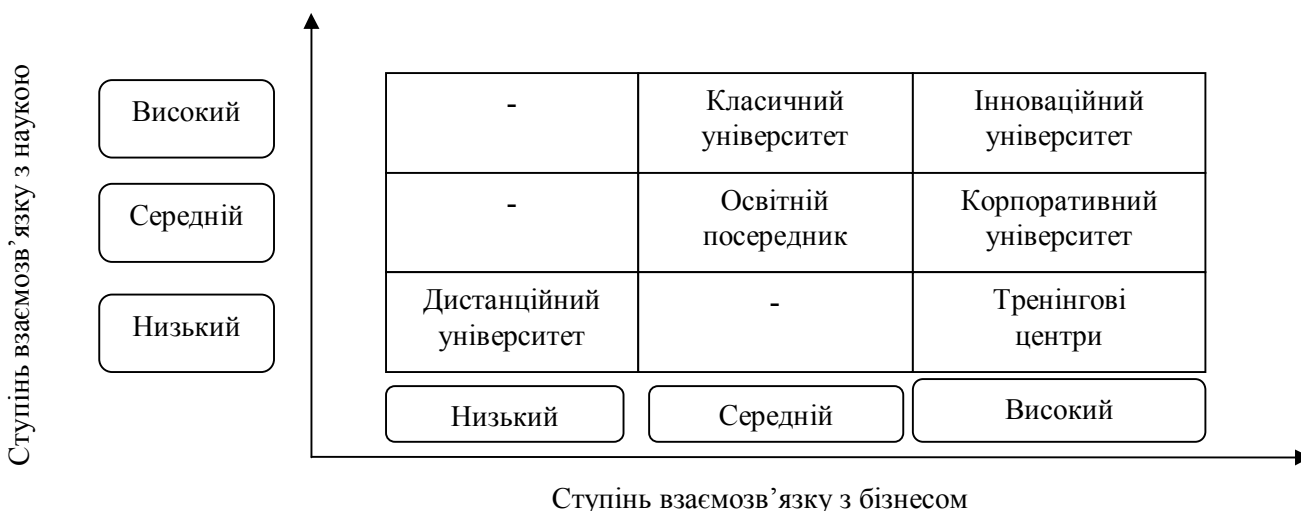 Ступінь взаємозв’язку з наукою
Високий
-
Класичний
університет
Інноваційний
університет
Середній
-
Освітній
посередник
Корпоративний
університет
Низький
Дистанційний
університет
-
Тренінгові
центри
Низький
Середній
Високий
Ступінь взаємозв’язку з бізнесом